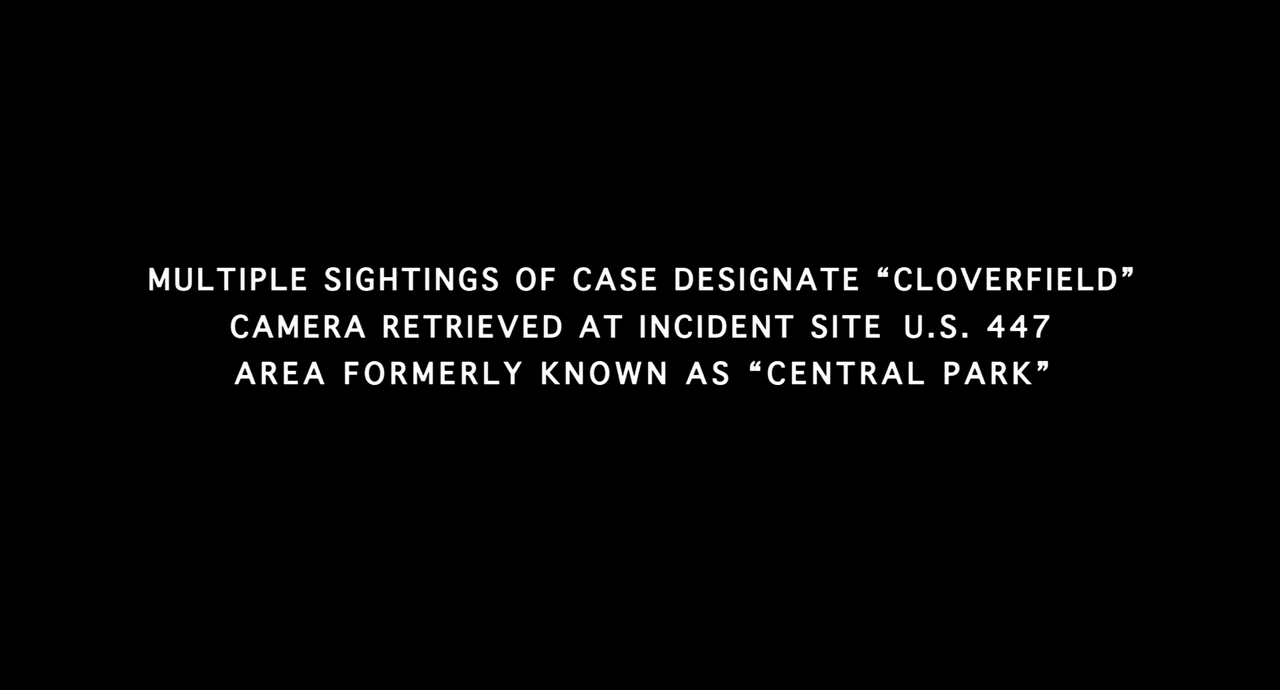 MULTIPLE SIGHTINGS OF CASE DESIGNATE “CLOVERFIELD”
CAMERA RETRIEVED AT INCIDENT SITE U.S. 447
AREA FORMERLY KNOWN AS “CENTRAL PARK”